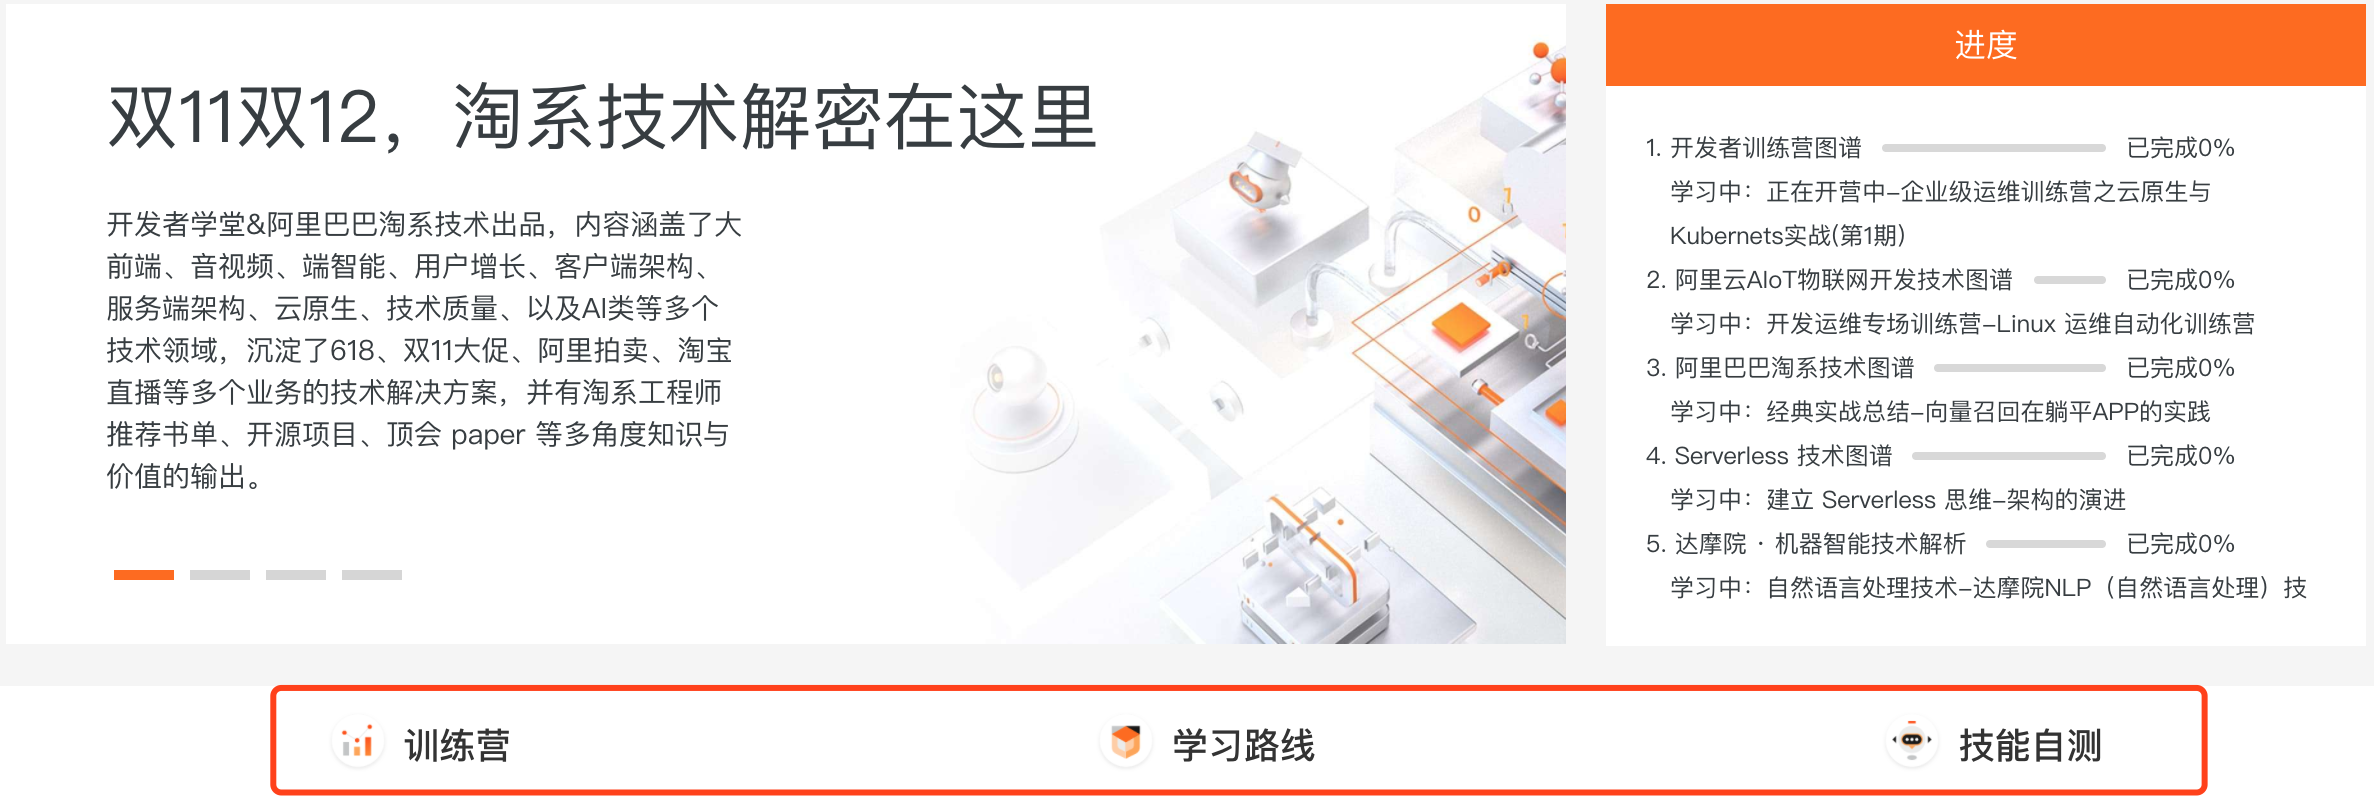 双11双12，淘系技术解密在这里
开发者学堂&阿里巴巴淘系技术出品，内容涵盖了大
前端、音视频、端智能、用户增长、客户端架构、
服务端架构、云原生、技术质量、以及AI类等多个
技术领域，沉淀了618、双11大促、阿里拍卖、淘宝
直播等多个业务的技术解决方案，并有淘系工程师
推荐书单、开源项目、顶会 paper 等多角度知识与
价值的输出。
进度
1. 开发者训练营图谱 已完成0%
学习中：正在开营中-企业级运维训练营之云原生与
Kubernets实战(第1期)
2. 阿里云AIoT物联网开发技术图谱 已完成0%
学习中：开发运维专场训练营-Linux 运维自动化训练营
3. 阿里巴巴淘系技术图谱 已完成0%
学习中：经典实战总结-向量召回在躺平APP的实践
4. Serverless 技术图谱 已完成0%
学习中：建立 Serverless 思维-架构的演进
5. 达摩院 · 机器智能技术解析 已完成0%
学习中：自然语言处理技术-达摩院NLP（自然语言处理）技
训练营
学习路线
技能自测